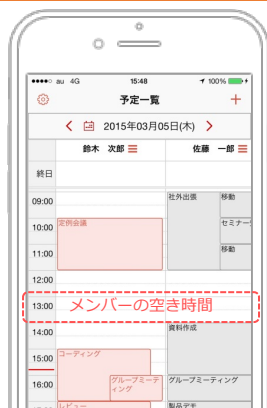 au 4G 15:48 100%
予定一覧
2015年03月05日(木)
鈴木 次郎 佐藤 一郎
終日
09:00 社外出張 移動
10:00 定例会議 セミナー
11:00 移動
12:00
13:00 メンバーの空き時間
14:00 資料作成
15:00 コーディング
16:00 グループミーティング グループミーティング
レビュー 製品デモ